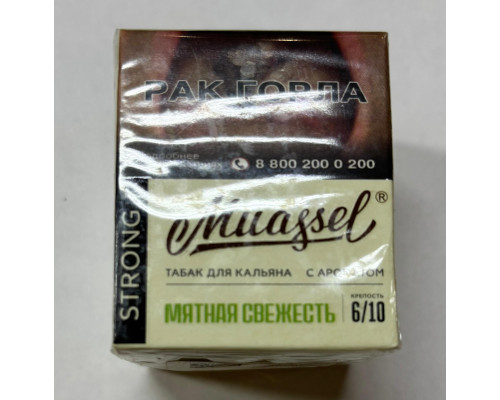 РАК ГОРЛА
8 800 200 0 200
STRONG
Muassel®
ТАБАК ДЛЯ КАЛЬЯНА С АРОМАТОМ
МЯТНАЯ СВЕЖЕСТЬ
КРЕПОСТЬ
6/10